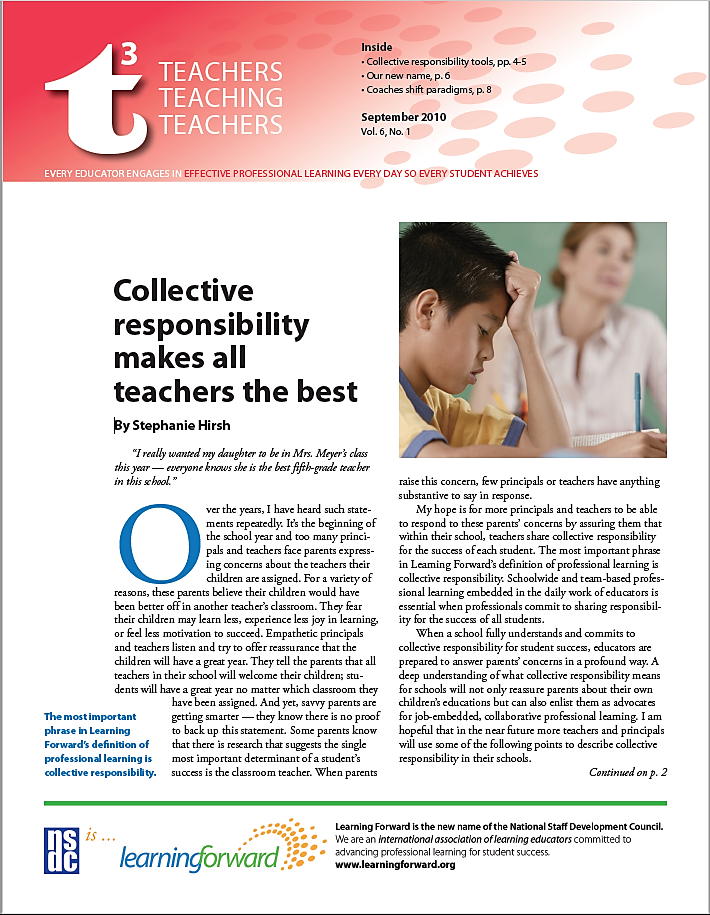 t3
TEACHERS
TEACHING
TEACHERS
Inside
• Collective responsibility tools, pp. 4-5
• Our new name, p. 6
• Coaches shift paradigms, p. 8
September 2010
Vol. 6, No. 1
EVERY EDUCATOR ENGAGES IN EFFECTIVE PROFESSIONAL LEARNING EVERY DAY SO EVERY STUDENT ACHIEVES
Collective
responsibility
makes all
teachers the best
By Stephanie Hirsh
“I really wanted my daughter to be in Mrs. Meyer’s class
this year — everyone knows she is the best fifth-grade teacher
in this school.”
Over the years, I have heard such state-
ments repeatedly. It’s the beginning of
the school year and too many princi-
pals and teachers face parents express-
ing concerns about the teachers their
children are assigned. For a variety of
reasons, these parents believe their children would have
been better off in another teacher’s classroom. They fear
their children may learn less, experience less joy in learning,
or feel less motivation to succeed. Empathetic principals
and teachers listen and try to offer reassurance that the
children will have a great year. They tell the parents that all
teachers in their school will welcome their children; stu-
dents will have a great year no matter which classroom they
have been assigned. And yet, savvy parents are
getting smarter — they know there is no proof
to back up this statement. Some parents know
that there is research that suggests the single
most important determinant of a student’s
success is the classroom teacher. When parents
The most important
phrase in Learning
Forward’s definition of
professional learning is
collective responsibility.
raise this concern, few principals or teachers have anything
substantive to say in response.
My hope is for more principals and teachers to be able
to respond to these parents’ concerns by assuring them that
within their school, teachers share collective responsibility
for the success of each student. The most important phrase
in Learning Forward’s definition of professional learning is
collective responsibility. Schoolwide and team-based profes-
sional learning embedded in the daily work of educators is
essential when professionals commit to sharing responsibil-
ity for the success of all students.
When a school fully understands and commits to
collective responsibility for student success, educators are
prepared to answer parents’ concerns in a profound way. A
deep understanding of what collective responsibility means
for schools will not only reassure parents about their own
children’s educations but can also enlist them as advocates
for job-embedded, collaborative professional learning. I am
hopeful that in the near future more teachers and principals
will use some of the following points to describe collective
responsibility in their schools.
Continued on p. 2
nsdc
is ...
learningforward
Learning Forward is the new name of the National Staff Development Council.
We are an international association of learning educators committed to
advancing professional learning for student success.
www.learningforward.org